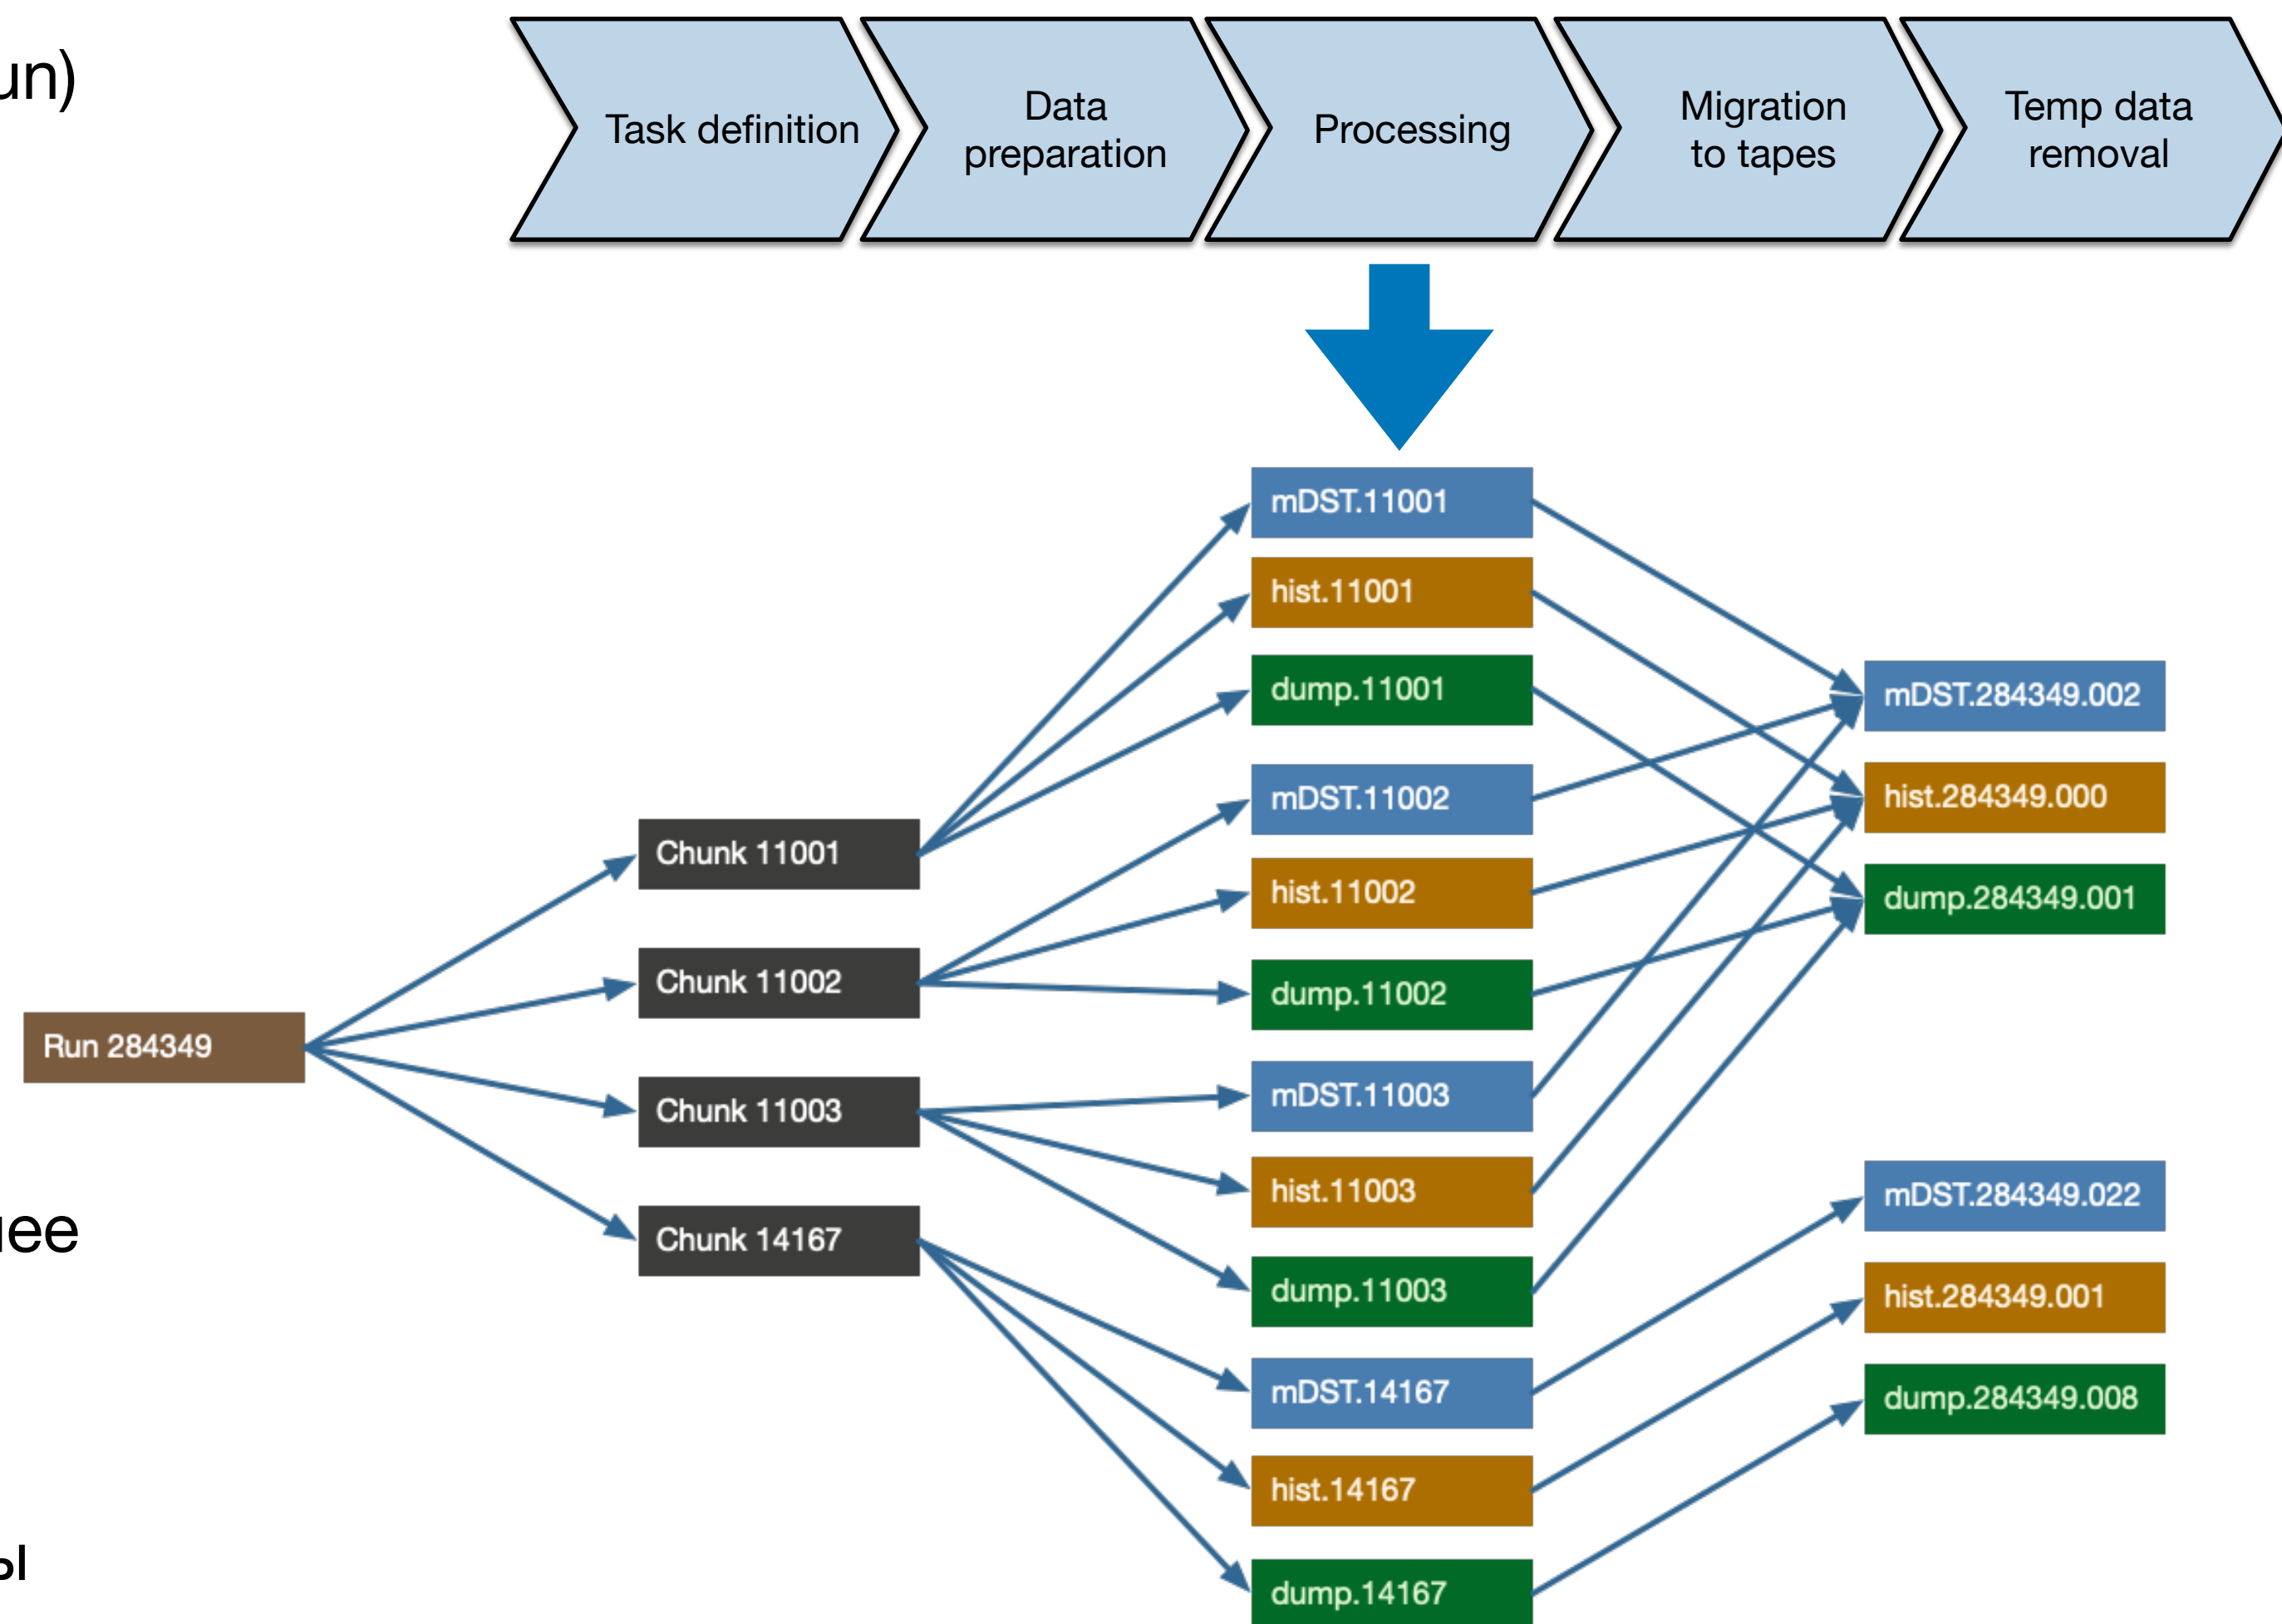 un)
Task definition
Data
preparation
Processing
Migration
to tapes
Temp data
removal
mDST.11001
hist.11001
dump.11001
mDST.11002
hist.11002
dump.11002
mDST.11003
hist.11003
dump.11003
mDST.14167
hist.14167
dump.14167
Chunk 11001
Chunk 11002
Chunk 11003
Chunk 14167
Run 284349
mDST.284349.002
hist.284349.000
dump.284349.001
mDST.284349.022
hist.284349.001
dump.284349.008
ее
ы